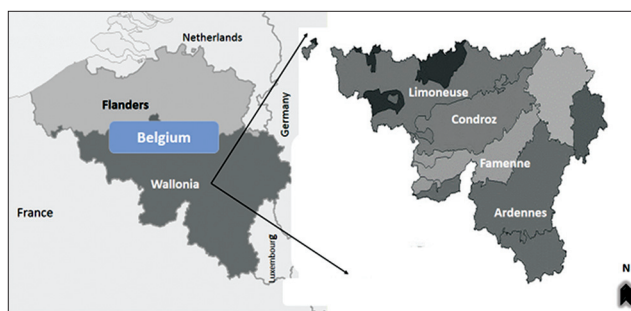 Netherlands
Flanders
Germany
Belgium
Wallonia
France
Luxembourg
Limoneuse
Condroz
Famenne
Ardennes
N